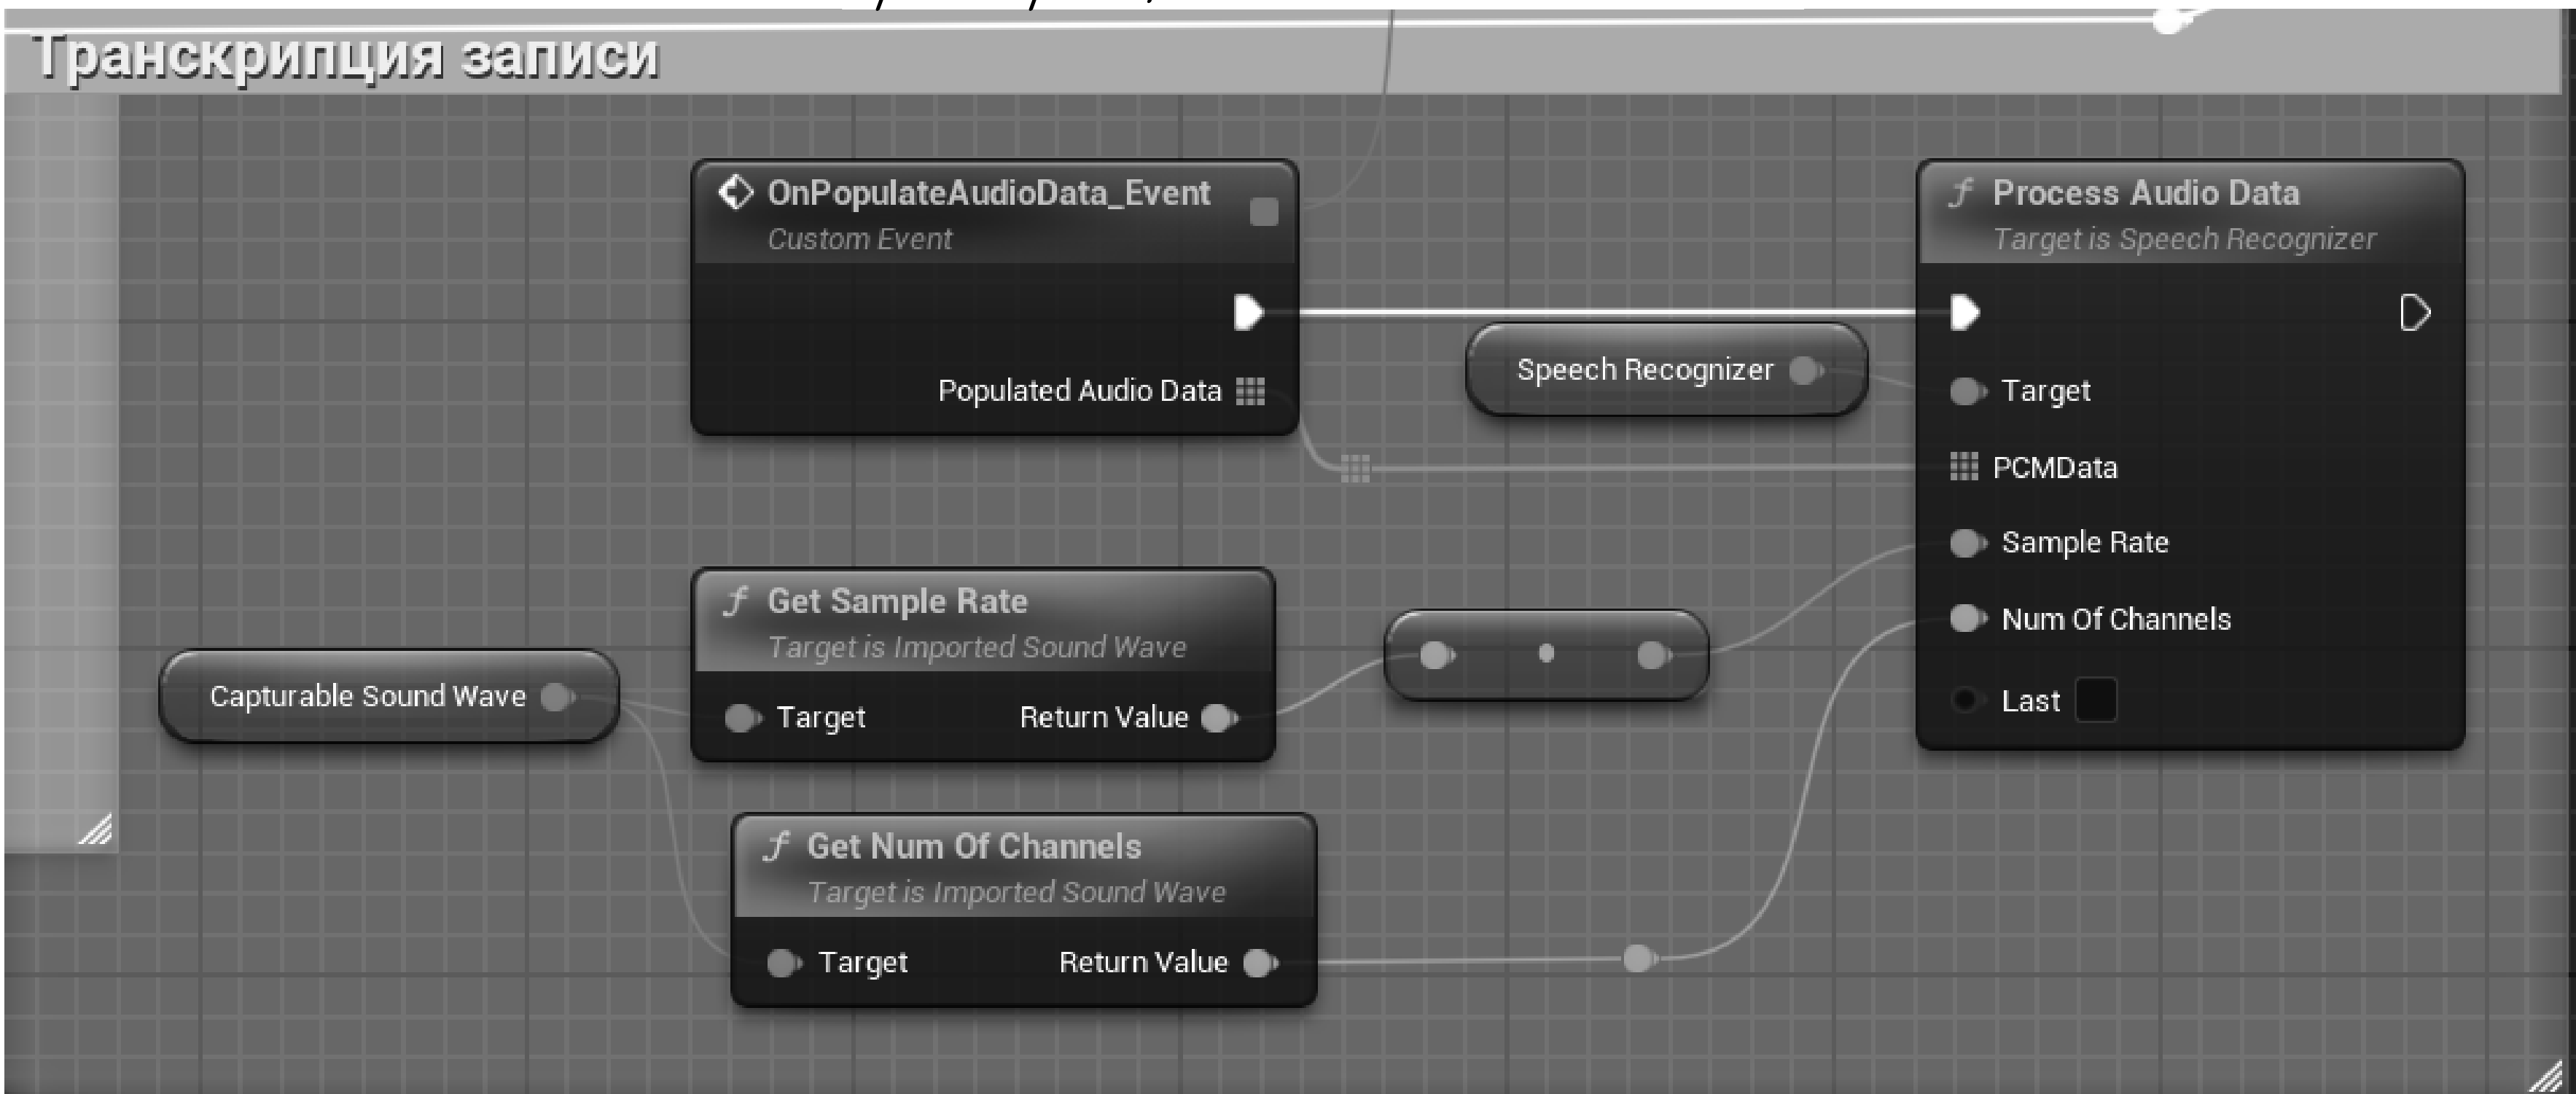 Транскрипция записи
OnPopulateAudioData_Event
Custom Event
Populated Audio Data
Speech Recognizer
Process Audio Data
Target is Speech Recognizer
Target
PCMData
Sample Rate
Num Of Channels
Last
Capturable Sound Wave
Get Sample Rate
Target is Imported Sound Wave
Target Return Value
Get Num Of Channels
Target is Imported Sound Wave
Target Return Value